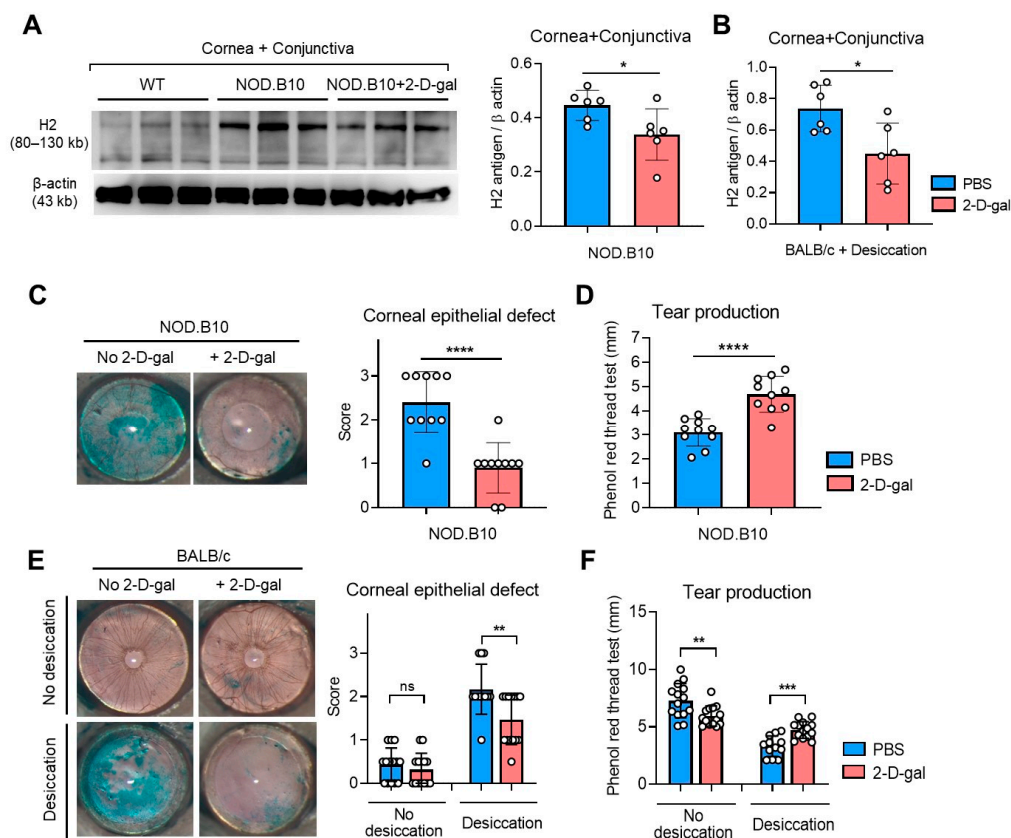 A
Cornea + Conjunctiva
WT
NOD.B10
NOD.B10+2-D-gal
H2
(80–130 kb)
β-actin
(43 kb)
Cornea+Conjunctiva
H2 antigen / β actin
0.6
0.4
0.2
0.0
*
NOD.B10
B
Cornea+Conjunctiva
H2 antigen / β actin
1.0
0.8
0.6
0.4
0.2
0.0
*
BALB/c + Desiccation
PBS
2-D-gal
C
NOD.B10
No 2-D-gal
+ 2-D-gal
Corneal epithelial defect
Score
3
2
1
0
****
NOD.B10
D
Tear production
Phenol red thread test (mm)
7
6
5
4
3
2
1
0
****
NOD.B10
PBS
2-D-gal
E
BALB/c
No 2-D-gal
+ 2-D-gal
No desiccation
Desiccation
Corneal epithelial defect
Score
4
3
2
1
0
ns
**
No
desiccation
Desiccation
F
Tear production
Phenol red thread test (mm)
15
10
5
0
**
***
No
desiccation
Desiccation
PBS
2-D-gal